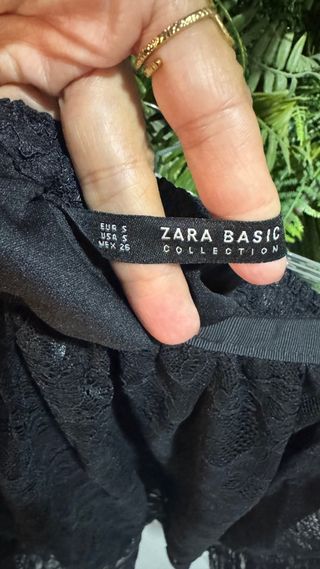 EUR S
USA S
MEX 26
ZARA BASIC
COLLECTION